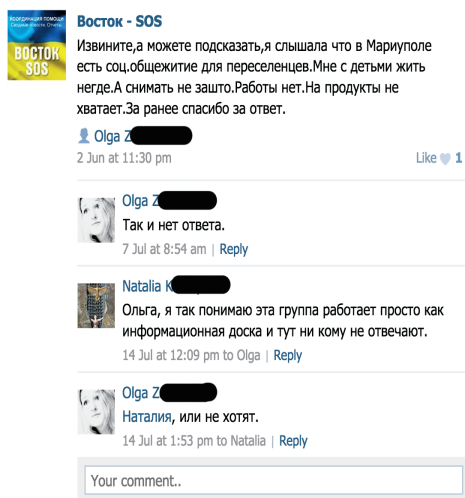 КООРДИНАЦИЯ ПОМОЩИ
ВОСТОК
SOS
Восток - SOS
Извините,а можете подсказать,я слышала что в Мариуполе
есть соц.общежитие для переселенцев.Мне с детьми жить
негде.А снимать не зашто.Работы нет.На продукты не
хватает.За ранее спасибо за ответ.
Olga Z
2 Jun at 11:30 pm
Like 1
Olga Z
Так и нет ответа.
7 Jul at 8:54 am | Reply
Natalia K
Ольга, я так понимаю эта группа работает просто как
информационная доска и тут ни кому не отвечают.
14 Jul at 12:09 pm to Olga | Reply
Olga Z
Наталия, или не хотят.
14 Jul at 1:53 pm to Natalia | Reply
Your comment..